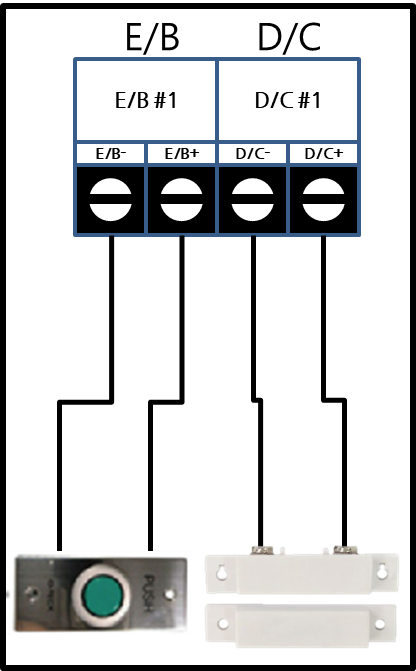 E/B D/C
E/B #1 D/C #1
E/B- E/B+ D/C- D/C+
PUSH